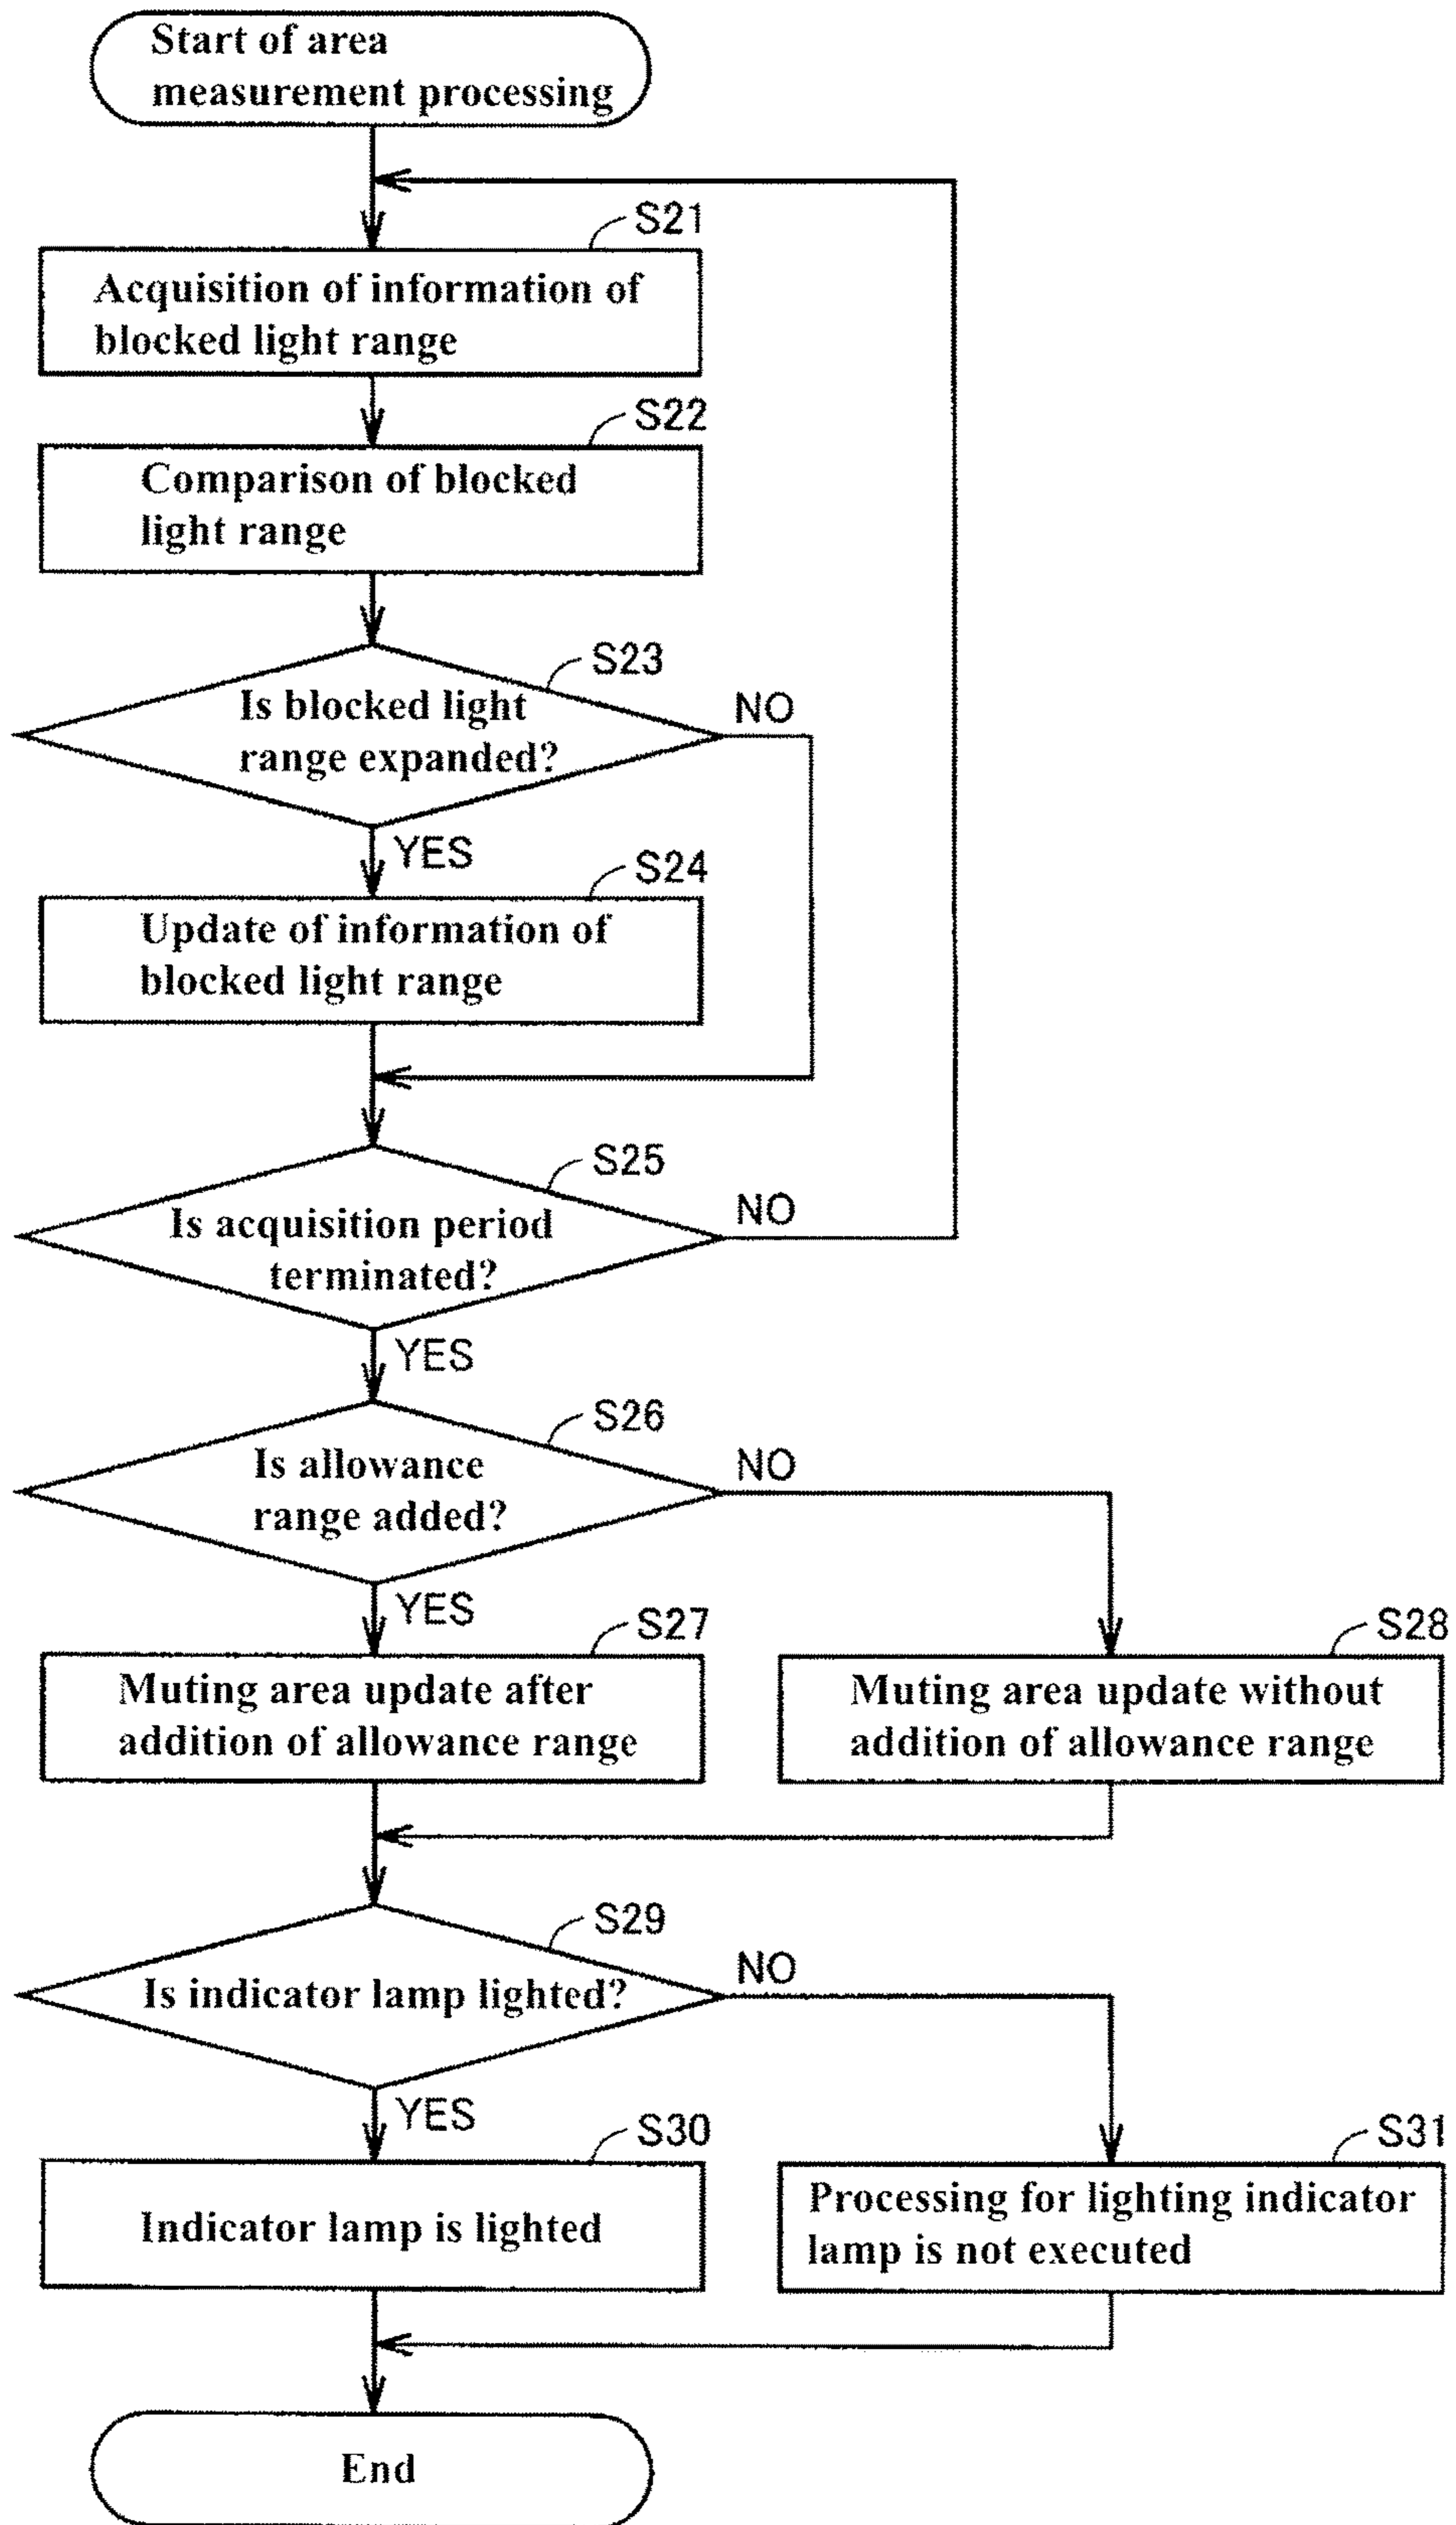 Start of area
measurement processing
S21
Acquisition of information of
blocked light range
S22
Comparison of blocked
light range
S23
Is blocked light
range expanded?
NO
YES
S24
Update of information of
blocked light range
S25
Is acquisition period
terminated?
NO
YES
S26
Is allowance
range added?
NO
YES
S27
Muting area update after
addition of allowance range
S28
Muting area update without
addition of allowance range
S29
Is indicator lamp lighted?
NO
YES
S30
Indicator lamp is lighted
S31
Processing for lighting indicator
lamp is not executed
End